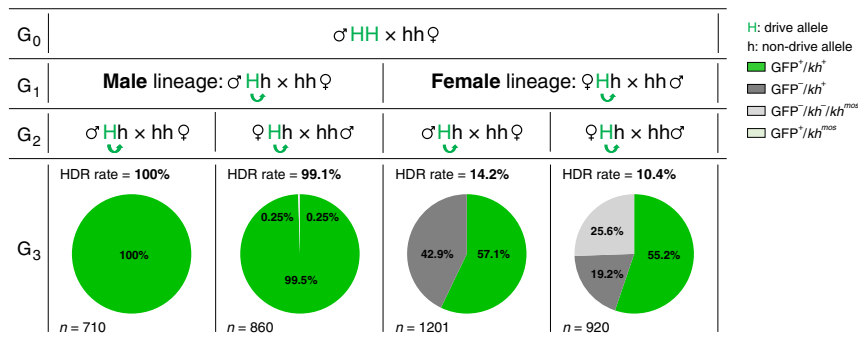 G0 ♂HH × hh♀
G1 Male lineage: ♂Hh × hh♀ Female lineage: ♀Hh × hh♂
G2 ♂Hh × hh♀ ♀Hh × hh♂ ♂Hh × hh♀ ♀Hh × hh♂
G3
HDR rate = 100%
100%
n = 710
HDR rate = 99.1%
0.25% 0.25%
99.5%
n = 860
HDR rate = 14.2%
42.9% 57.1%
n = 1201
HDR rate = 10.4%
25.6%
19.2% 55.2%
n = 920
H: drive allele
h: non-drive allele
GFP+/kh+
GFP−/kh+
GFP−/kh−/khmos
GFP+/khmos